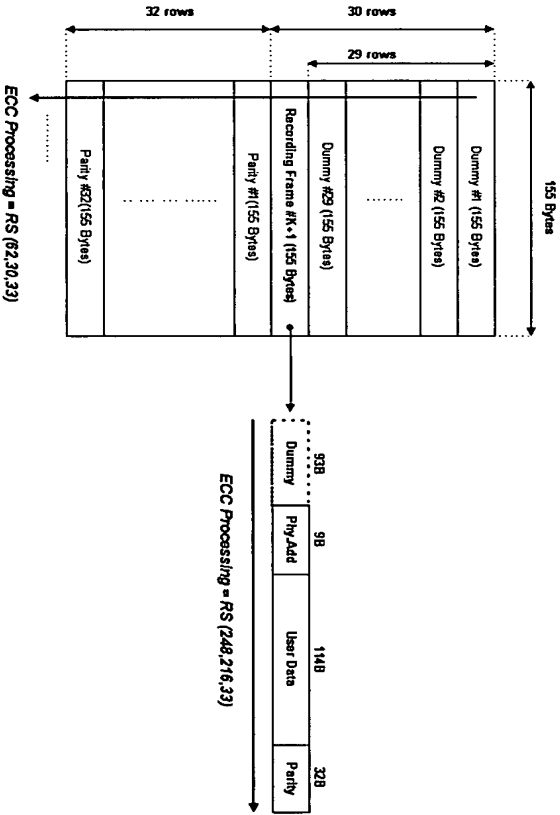 155 Bytes
30 rows
32 rows
29 rows
Dummy #1 (155 Bytes)
Dummy #2 (155 Bytes)
........
Dummy #29 (155 Bytes)
Recording Frame #K+1 (155 Bytes)
Parity #1(155 Bytes)
... ... ... ...
Parity #32(155 Bytes)
ECC Processing = RS (62,30,33)
93B
9B
114B
32B
Dummy
Phy.Add
User Data
Parity
ECC Processing = RS (248,216,33)